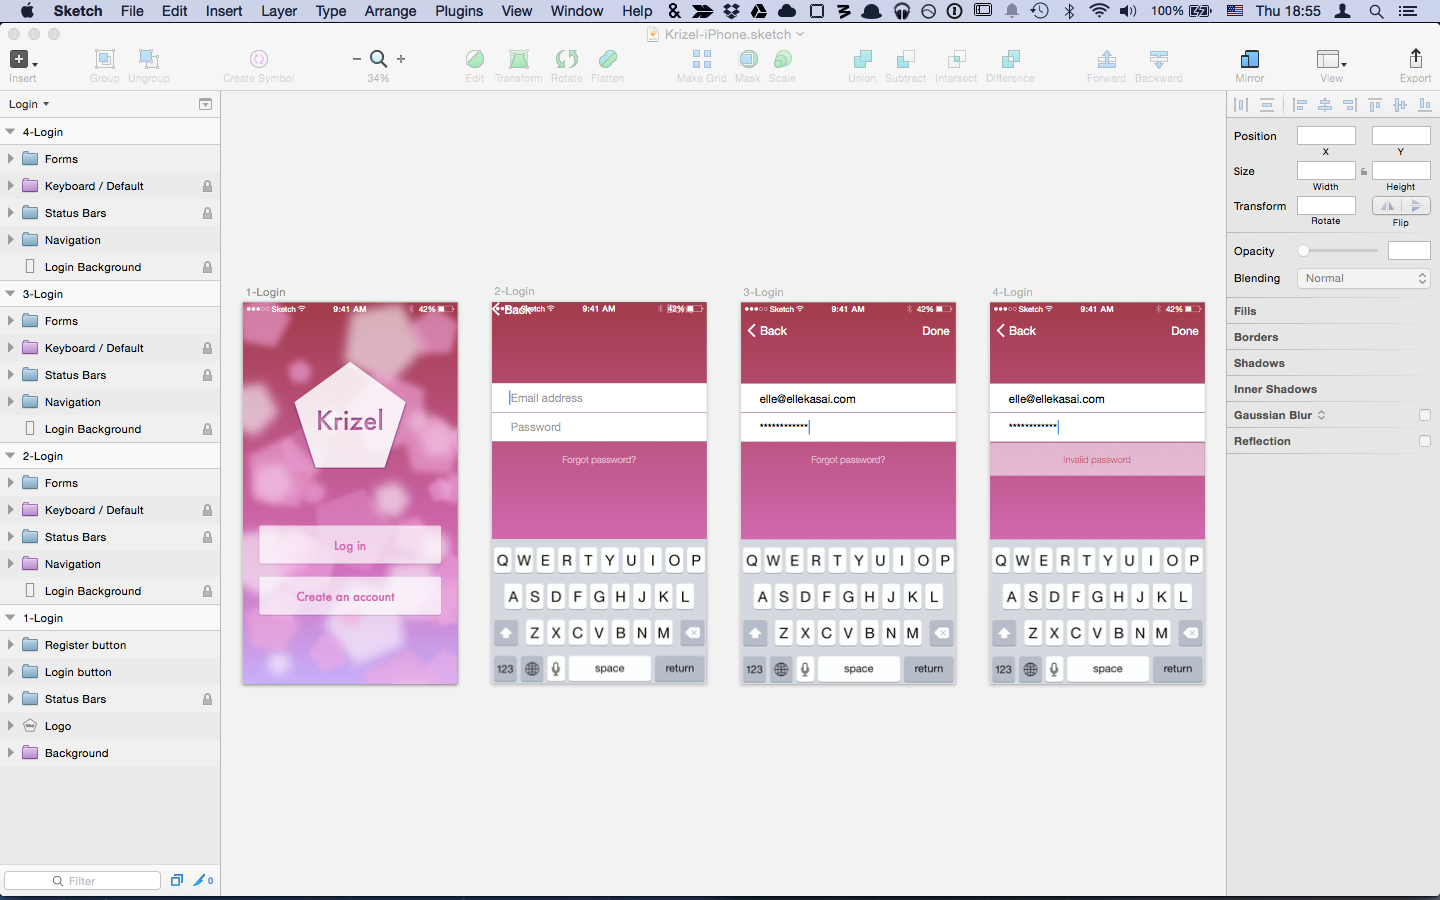 Sketch File Edit Insert Layer Type Arrange Plugins View Window Help 100% Thu 18:55
Krizel-iPhone.sketch
Insert Group Ungroup Create Symbol 34% Edit Transform Rotate Flatten Make Grid Mask Scale Union Subtract Intersect Difference Forward Backward Mirror View Export
Login
4-Login
Forms
Keyboard / Default
Status Bars
Navigation
Login Background
3-Login
Forms
Keyboard / Default
Status Bars
Navigation
Login Background
2-Login
Forms
Keyboard / Default
Status Bars
Navigation
Login Background
1-Login
Register button
Login button
Status Bars
Logo
Background
Filter
0
1-Login
Sketch 9:41 AM 42%
Krizel
Log in
Create an account
2-Login
Back 9:41 AM 42%
Email address
Password
Forgot password?
Q W E R T Y U I O P
A S D F G H J K L
Z X C V B N M
123 space return
3-Login
Sketch 9:41 AM 42%
Back Done
elle@ellekasai.com
************
Forgot password?
Q W E R T Y U I O P
A S D F G H J K L
Z X C V B N M
123 space return
4-Login
Sketch 9:41 AM 42%
Back Done
elle@ellekasai.com
************
Invalid password
Q W E R T Y U I O P
A S D F G H J K L
Z X C V B N M
123 space return
Position
X Y
Size
Width Height
Transform
Rotate Flip
Opacity
Blending Normal
Fills
Borders
Shadows
Inner Shadows
Gaussian Blur
Reflection